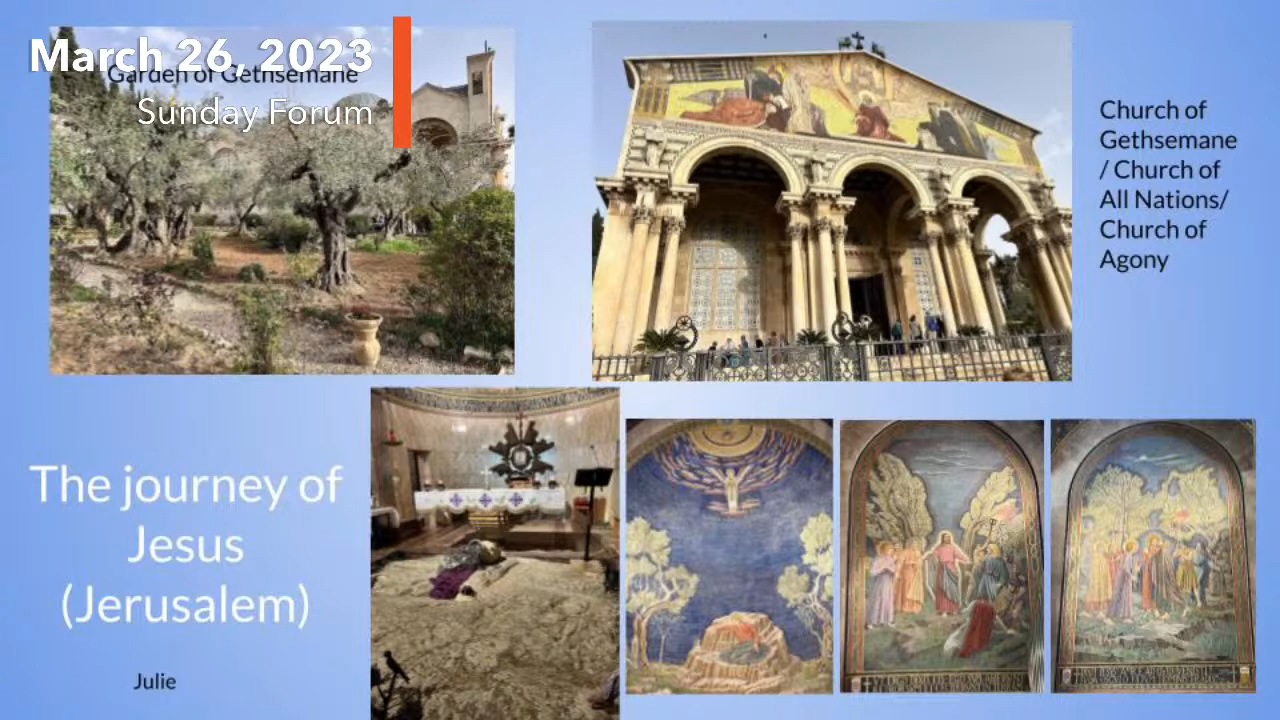 March 26, 2023
Garden of Gethsemane
Sunday Forum
Church of
Gethsemane
/ Church of
All Nations/
Church of
Agony
The journey of
Jesus
(Jerusalem)
Julie